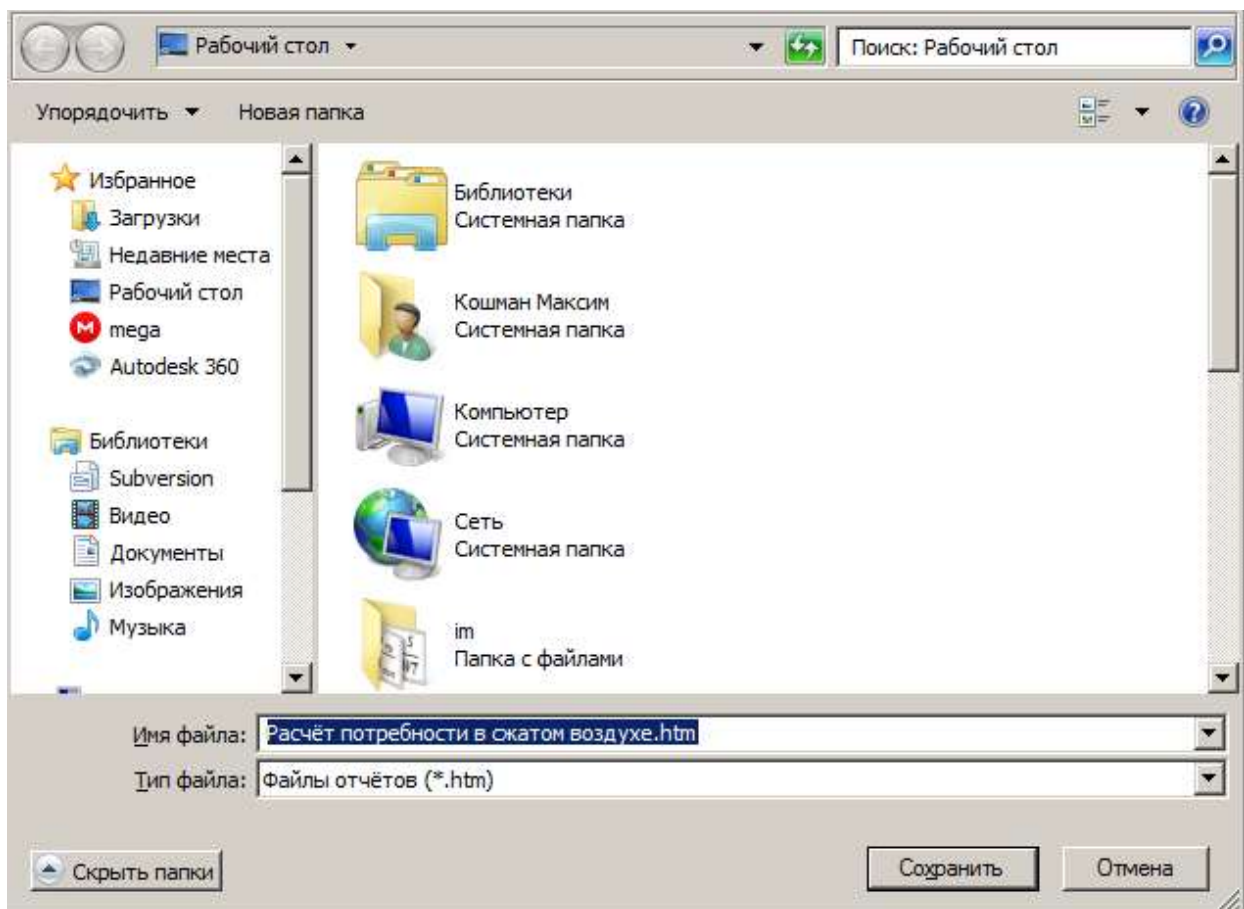 Рабочий стол
Поиск: Рабочий стол
Упорядочить
Новая папка
Избранное
Загрузки
Недавние места
Рабочий стол
mega
Autodesk 360
Библиотеки
Subversion
Видео
Документы
Изображения
Музыка
Библиотеки
Системная папка
Кошман Максим
Системная папка
Компьютер
Системная папка
Сеть
Системная папка
im
Папка с файлами
Имя файла: Расчёт потребности в сжатом воздухе.htm
Тип файла: Файлы отчётов (*.htm)
Скрыть папки
Сохранить
Отмена